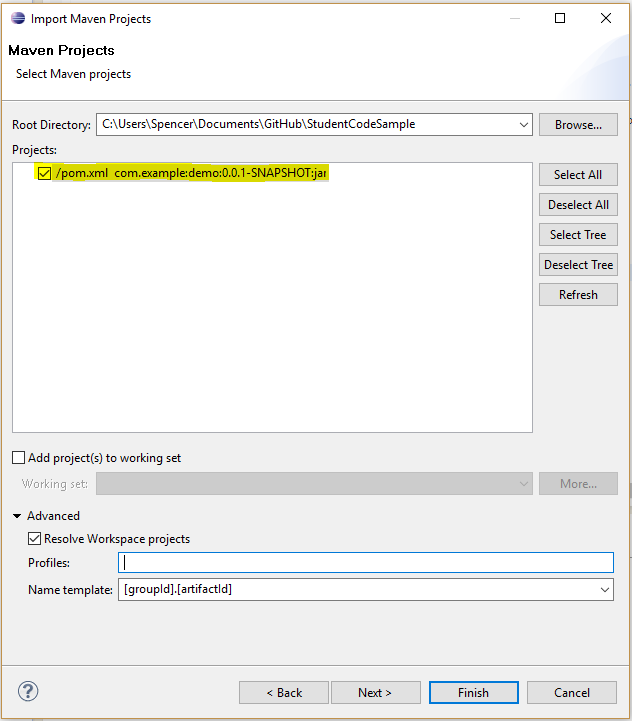 Import Maven Projects
Maven Projects
Select Maven projects
Root Directory: C:\Users\Spencer\Documents\GitHub\StudentCodeSample Browse...
Projects:
/pom.xml com.example:demo:0.0.1-SNAPSHOT:jar
Select All
Deselect All
Select Tree
Deselect Tree
Refresh
Add project(s) to working set
Working set: More...
Advanced
Resolve Workspace projects
Profiles:
Name template: [groupId].[artifactId]
? < Back Next > Finish Cancel